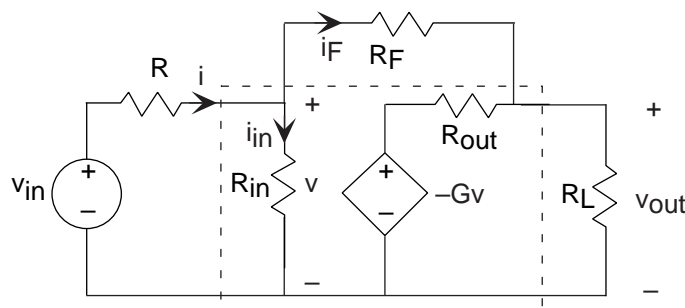 R
i
i_F
R_F
+
i_in
R_out
+
v_in
+
–
R_in
v
+
–
–Gv
R_L
v_out
–
–